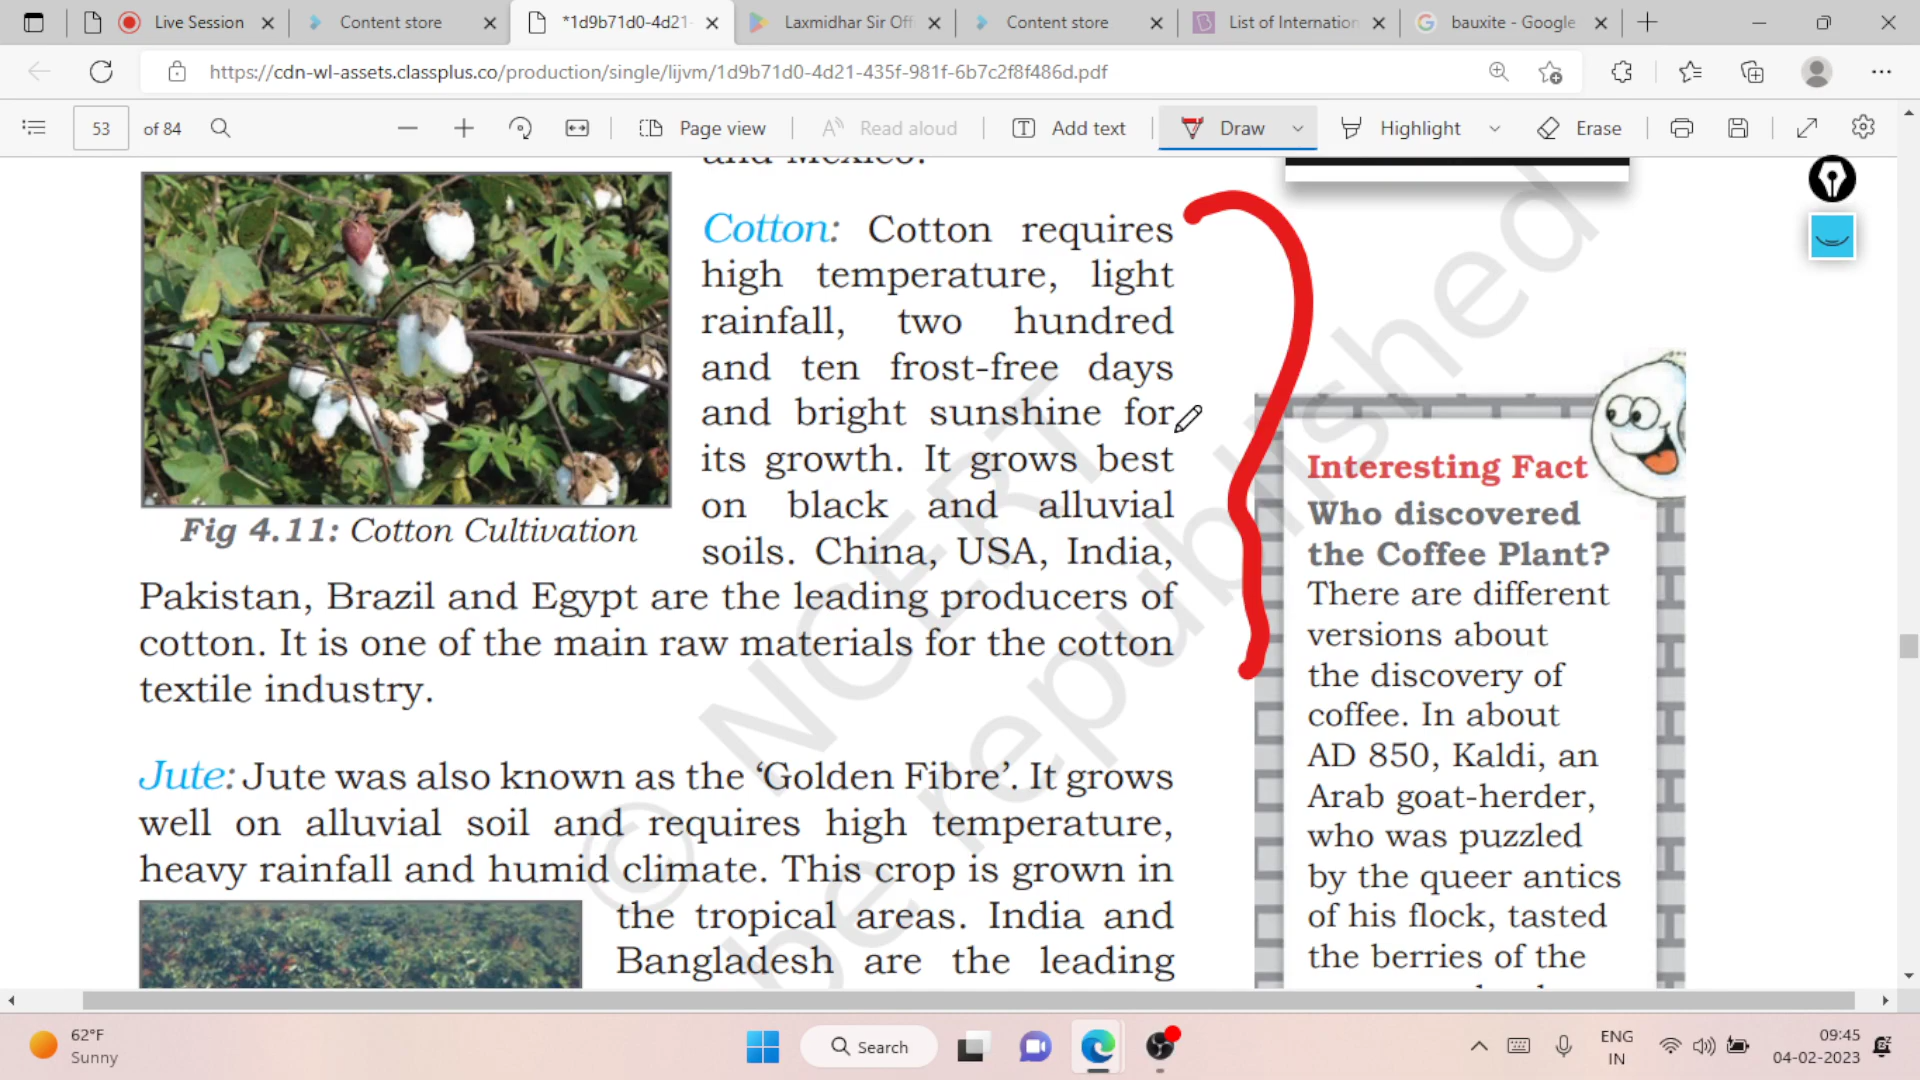 Live Session
Content store
*1d9b71d0-4d21-
Laxmidhar Sir Off
Content store
List of Internation
bauxite - Google
https://cdn-wl-assets.classplus.co/production/single/lijvm/1d9b71d0-4d21-435f-981f-6b7c2f8f486d.pdf
53 of 84
Page view
Read aloud
Add text
Draw
Highlight
Erase
and Mexico.
Cotton: Cotton requires
high temperature, light
rainfall, two hundred
and ten frost-free days
and bright sunshine for
its growth. It grows best
on black and alluvial
soils. China, USA, India,
Fig 4.11: Cotton Cultivation
Pakistan, Brazil and Egypt are the leading producers of
cotton. It is one of the main raw materials for the cotton
textile industry.
Jute: Jute was also known as the ‘Golden Fibre’. It grows
well on alluvial soil and requires high temperature,
heavy rainfall and humid climate. This crop is grown in
the tropical areas. India and
Bangladesh are the leading
Interesting Fact
Who discovered
the Coffee Plant?
There are different
versions about
the discovery of
coffee. In about
AD 850, Kaldi, an
Arab goat-herder,
who was puzzled
by the queer antics
of his flock, tasted
the berries of the
© NCERT
be republished
62°F
Sunny
Search
ENG
IN
09:45
04-02-2023